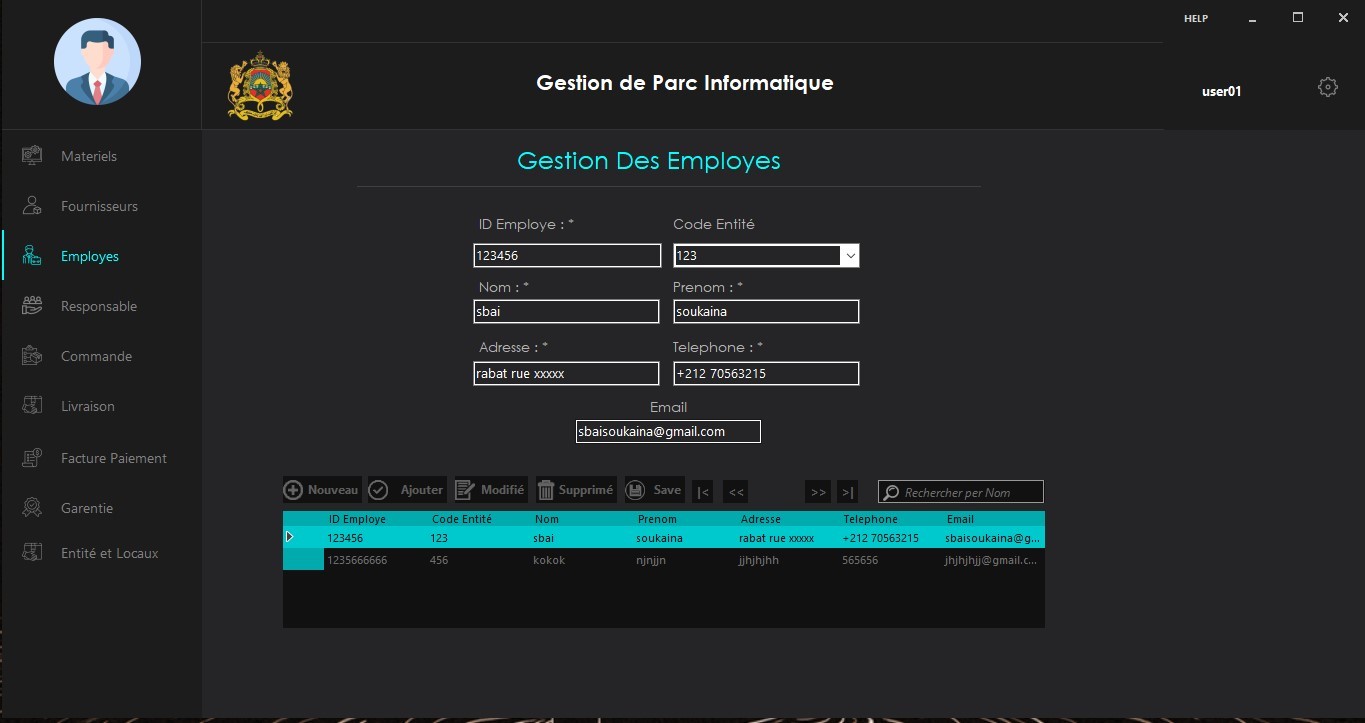 HELP
Gestion de Parc Informatique
user01
Materiels
Fournisseurs
Employes
Responsable
Commande
Livraison
Facture Paiement
Garentie
Entité et Locaux
Gestion Des Employes
ID Employe : * Code Entité
123456 123
Nom : * Prenom : *
sbai soukaina
Adresse : * Telephone : *
rabat rue xxxxx +212 70563215
Email
sbaisoukaina@gmail.com
Nouveau Ajouter Modifié Supprimé Save |< << >> >| Rechercher par Nom
ID Employe Code Entité Nom Prenom Adresse Telephone Email
123456 123 sbai soukaina rabat rue xxxxx +212 70563215 sbaisoukaina@g...
1235666666 456 kokok njnjjn jjhjhjhh 565656 jhjhjhjj@gmail.c...